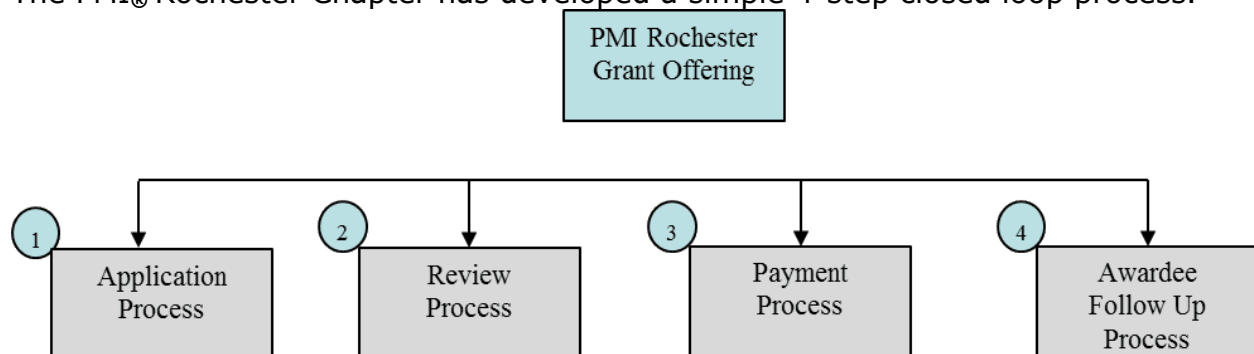 The PMI® Rochester Chapter has developed a simple 4 step closed loop process.
PMI Rochester
Grant Offering
1
Application
Process
2
Review
Process
3
Payment
Process
4
Awardee
Follow Up
Process